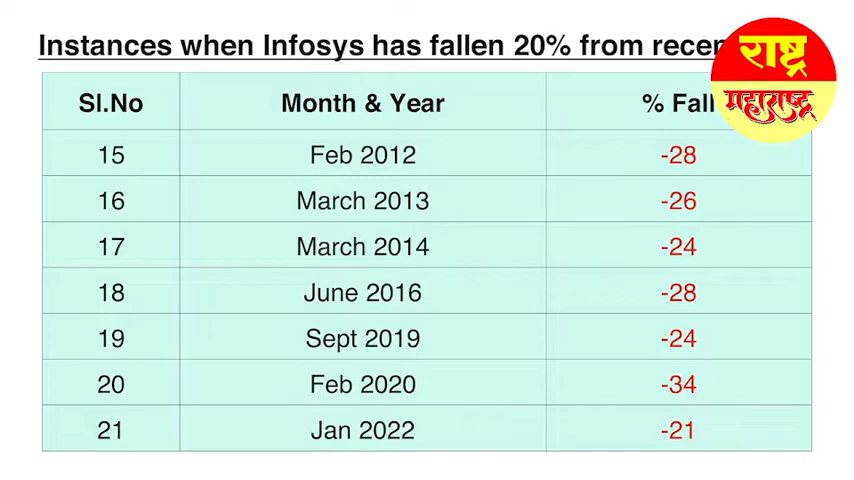 Instances when Infosys has fallen 20% from
राष्ट्र
महाराष्ट्र
Sl.No Month & Year % Fall
15 Feb 2012 -28
16 March 2013 -26
17 March 2014 -24
18 June 2016 -28
19 Sept 2019 -24
20 Feb 2020 -34
21 Jan 2022 -21